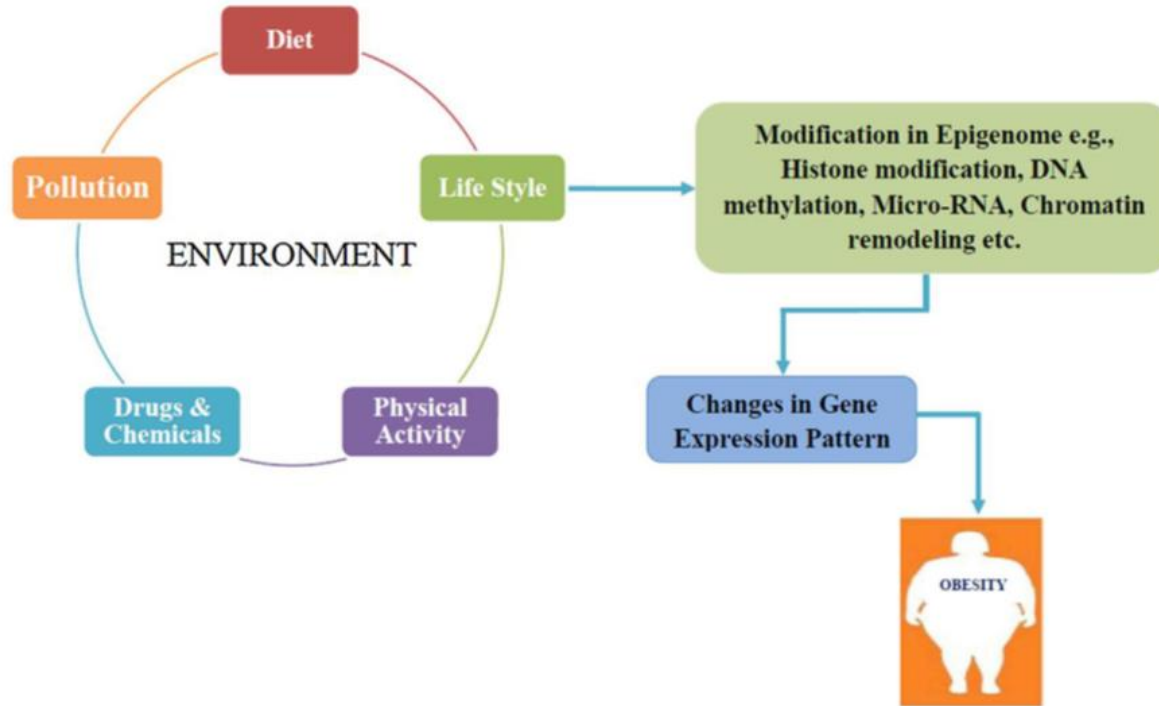 Diet
Pollution
Life Style
ENVIRONMENT
Drugs &
Chemicals
Physical
Activity
Modification in Epigenome e.g.,
Histone modification, DNA
methylation, Micro-RNA, Chromatin
remodeling etc.
Changes in Gene
Expression Pattern
OBESITY